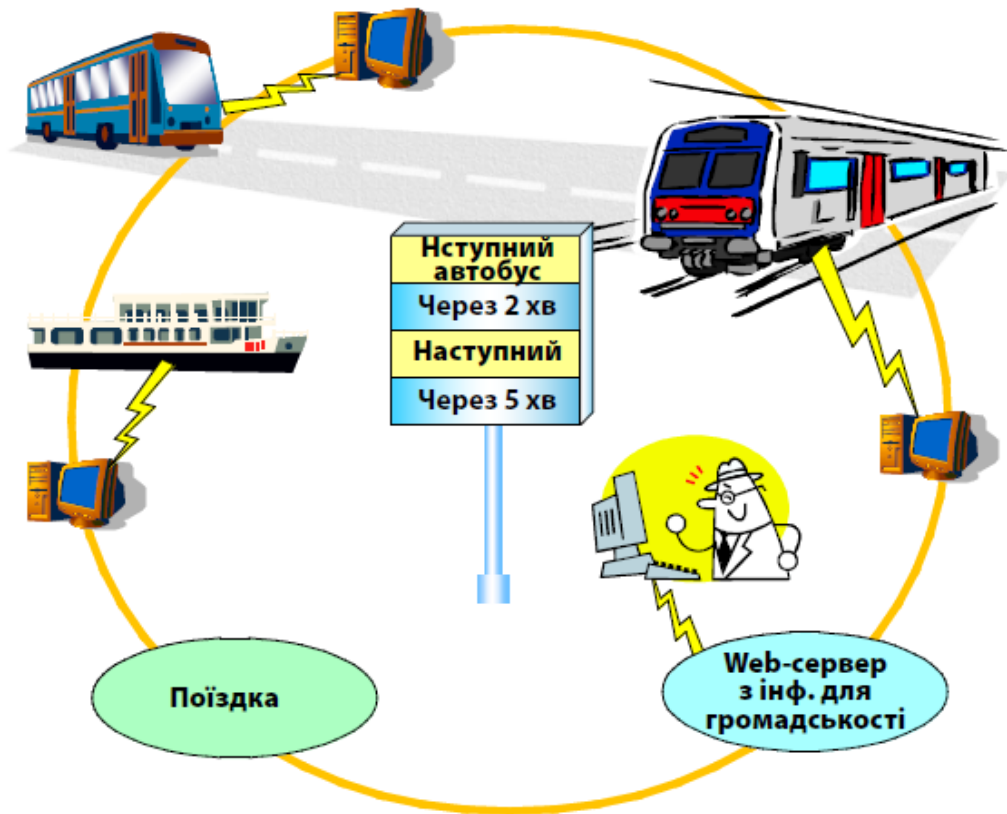 Нступний
автобус
Через 2 хв
Наступний
Через 5 хв
Поїздка
Web-сервер
з інф. для
громадськості